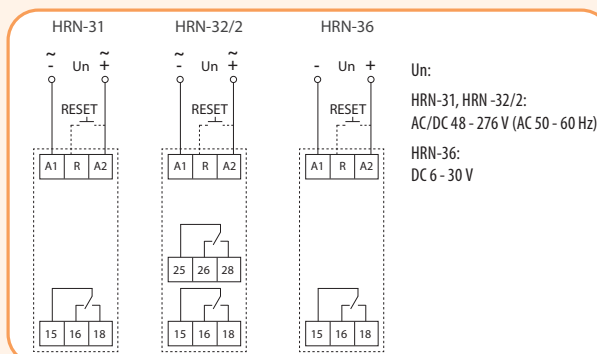 HRN-31 HRN-32/2 HRN-36
~ ~ ~ ~
- Un + - Un + - Un +
RESET RESET RESET
A1 R A2 A1 R A2 A1 R A2
25 26 28
15 16 18 15 16 18 15 16 18
Un:
HRN-31, HRN -32/2:
AC/DC 48 - 276 V (AC 50 - 60 Hz)
HRN-36:
DC 6 - 30 V